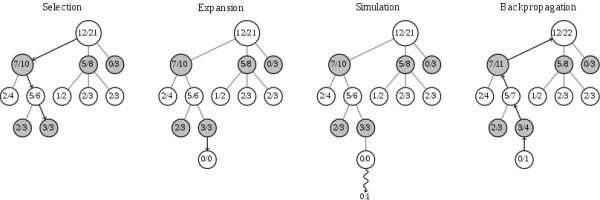 Selection Expansion Simulation Backpropagation
12/21 12/21 12/21 12/22
7/10 5/8 0/3 7/10 5/8 0/3 7/10 5/8 0/3 7/11 5/8 0/3
2/4 5/6 1/2 2/3 2/3 2/4 5/6 1/2 2/3 2/3 2/4 5/6 1/2 2/3 2/3 2/4 5/7 1/2 2/3 2/3
2/3 3/3 2/3 3/3 2/3 3/3 2/3 3/4
0/0 0/0 0/1
0:1